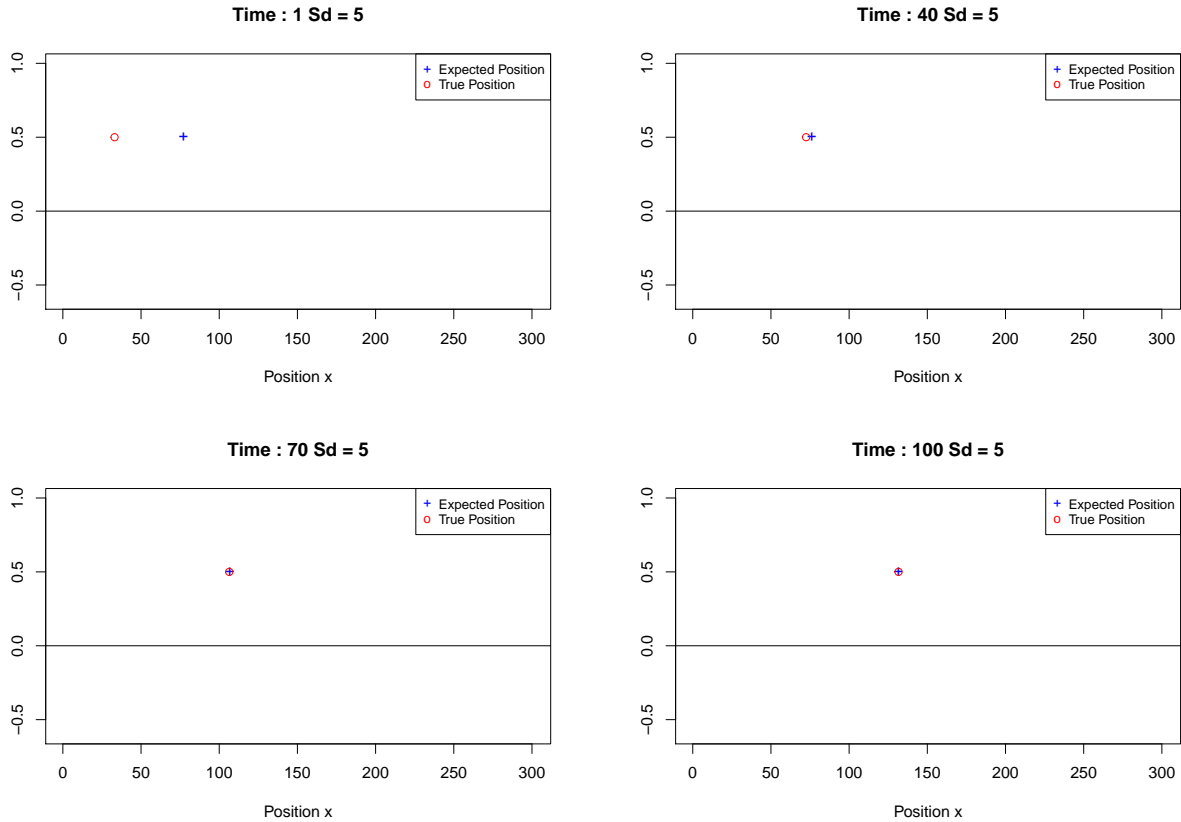 Time : 1 Sd = 5
1.0
0.5
0.0
−0.5
+ Expected Position
o True Position
0 50 100 150 200 250 300
Position x
Time : 40 Sd = 5
1.0
0.5
0.0
−0.5
+ Expected Position
o True Position
0 50 100 150 200 250 300
Position x
Time : 70 Sd = 5
1.0
0.5
0.0
−0.5
+ Expected Position
o True Position
0 50 100 150 200 250 300
Position x
Time : 100 Sd = 5
1.0
0.5
0.0
−0.5
+ Expected Position
o True Position
0 50 100 150 200 250 300
Position x